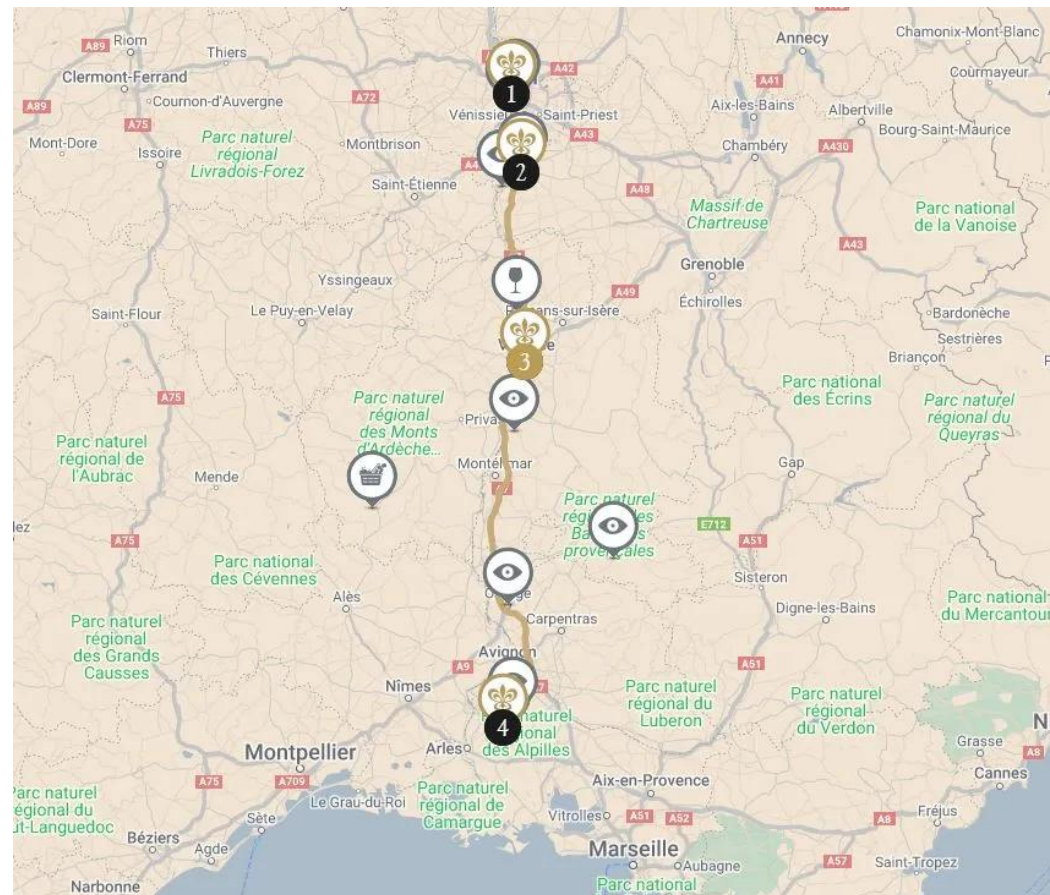 Riom
A89
Thiers
Clermont-Ferrand
Cournon-d'Auvergne
A72
A89
A75
Mont-Dore
Issoire
Parc naturel
régional
Livradois-Forez
Montbrison
Saint-Étienne
A42
1
Saint-Priest
A43
2
Annecy
Chamonix-Mont-Blanc
Courmayeur
A41
Aix-les-Bains
Albertville
Bourg-Saint-Maurice
Chambéry
A430
A48
Massif de
Chartreuse
Parc national
de la Vanoise
A43
Grenoble
Échirolles
A49
Yssingeaux
Le Puy-en-Velay
Saint-Flour
3
Bardonèche
Sestrières
Briançon
Parc national
des Écrins
Parc naturel
régional du
Queyras
A75
Parc naturel
régional
des Monts
d'Ardèche...
Parc naturel
régional de
l'Aubrac
Mende
A7
Gap
E712
A51
Sisteron
Parc national
des Cévennes
A75
Alès
Carpentras
Digne-les-Bains
Parc national
du Mercantour
Parc naturel
régional
des Grands
Causses
Avignon
A9
Nîmes
A51
Parc naturel
régional du
Luberon
Parc naturel
régional
du Verdon
4
des Alpilles
Arles
Montpellier
A75
A709
Le Grau-du-Roi
Parc naturel
régional de
Camargue
Aix-en-Provence
Grasse
A8
Cannes
Vitrolles
A51
A52
A8
Fréjus
Sète
Béziers
Agde
Marseille
Aubagne
A57
Saint-Tropez
Narbonne
Parc national